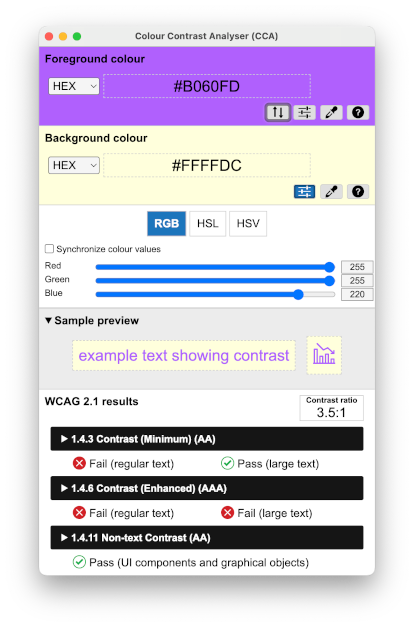 Colour Contrast Analyser (CCA)
Foreground colour
HEX #B060FD
Background colour
HEX #FFFFDC
RGB HSL HSV
Synchronize colour values
Red 255
Green 255
Blue 220
▼ Sample preview
example text showing contrast
WCAG 2.1 results
Contrast ratio
3.5:1
▶ 1.4.3 Contrast (Minimum) (AA)
Fail (regular text) Pass (large text)
▶ 1.4.6 Contrast (Enhanced) (AAA)
Fail (regular text) Fail (large text)
▶ 1.4.11 Non-text Contrast (AA)
Pass (UI components and graphical objects)